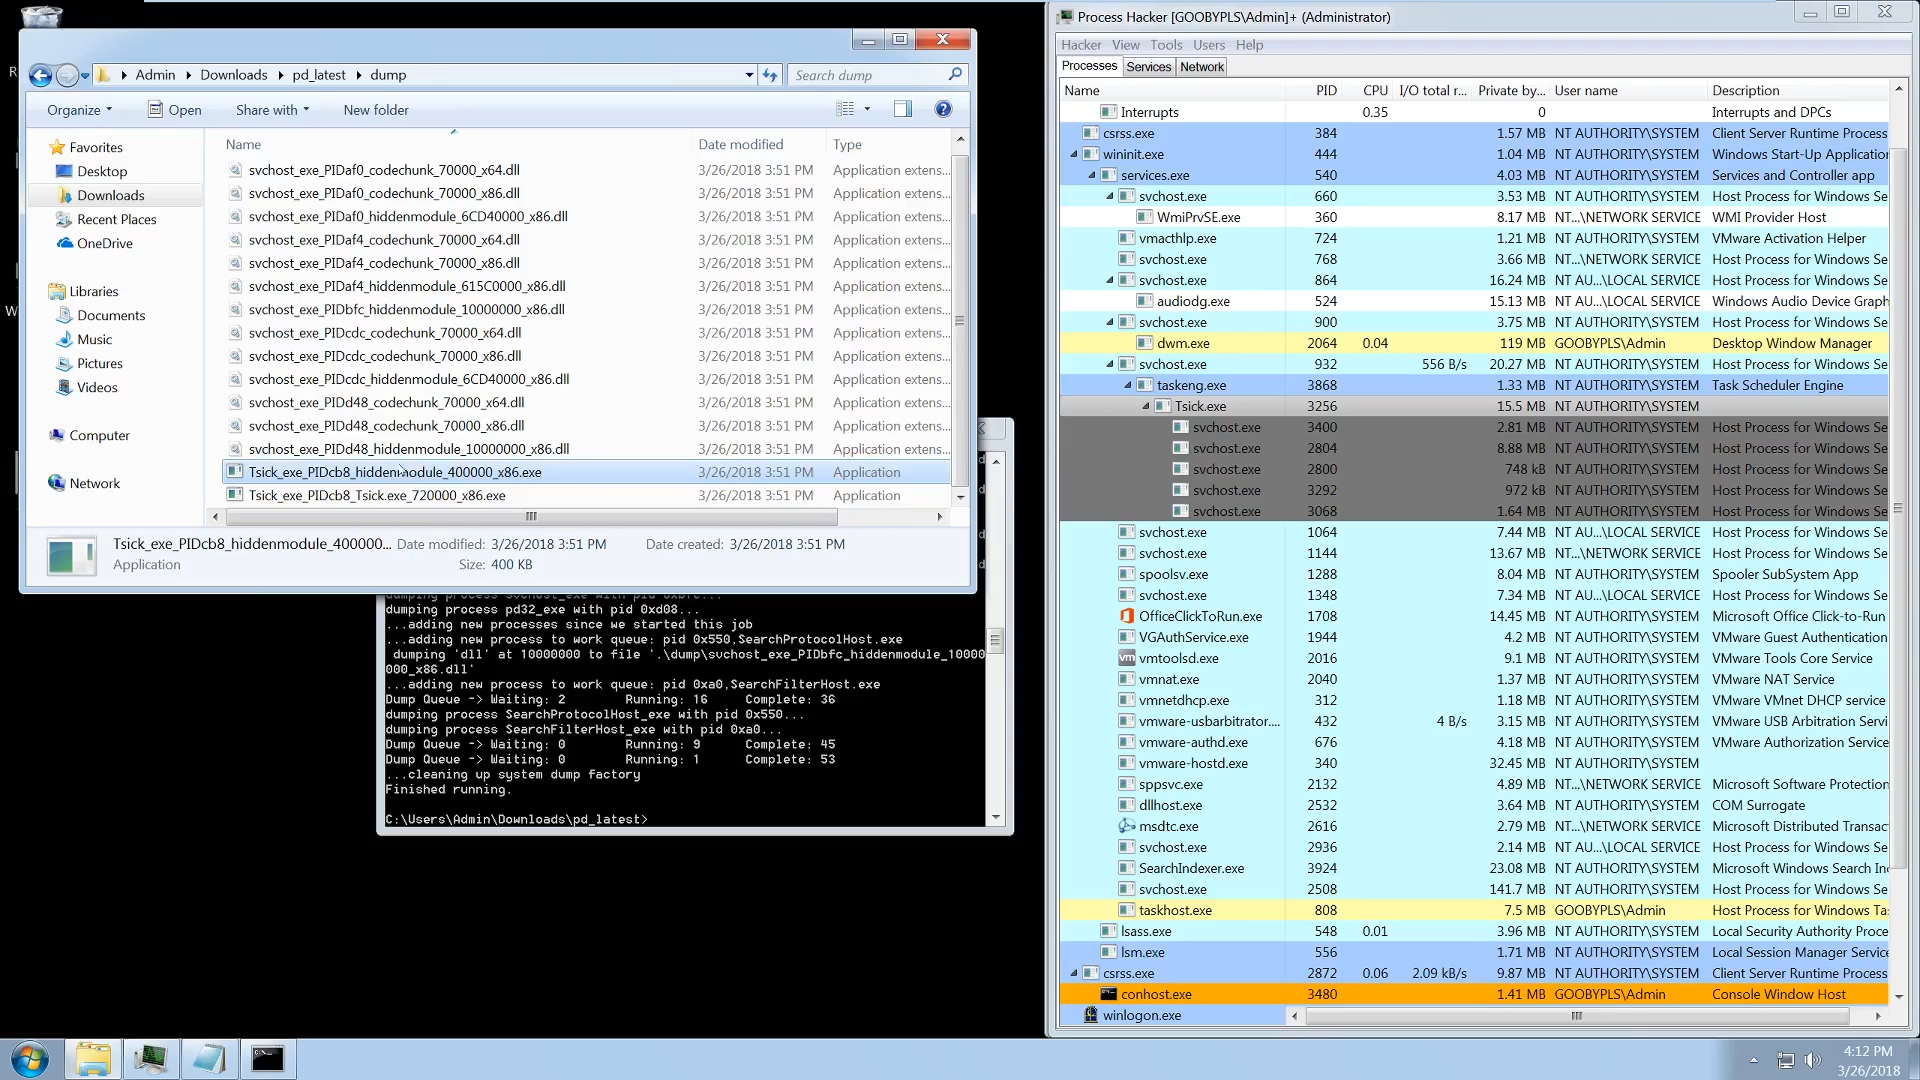 Admin Downloads pd_latest dump
Search dump
Organize Open Share with New folder
Favorites
Desktop
Downloads
Recent Places
OneDrive
Libraries
Documents
Music
Pictures
Videos
Computer
Network
Name Date modified Type
svchost_exe_PIDaf0_codechunk_70000_x64.dll 3/26/2018 3:51 PM Application extens...
svchost_exe_PIDaf0_codechunk_70000_x86.dll 3/26/2018 3:51 PM Application extens...
svchost_exe_PIDaf0_hiddenmodule_6CD40000_x86.dll 3/26/2018 3:51 PM Application extens...
svchost_exe_PIDaf4_codechunk_70000_x64.dll 3/26/2018 3:51 PM Application extens...
svchost_exe_PIDaf4_codechunk_70000_x86.dll 3/26/2018 3:51 PM Application extens...
svchost_exe_PIDaf4_hiddenmodule_615C0000_x86.dll 3/26/2018 3:51 PM Application extens...
svchost_exe_PIDbfc_hiddenmodule_10000000_x86.dll 3/26/2018 3:51 PM Application extens...
svchost_exe_PIDcdc_codechunk_70000_x64.dll 3/26/2018 3:51 PM Application extens...
svchost_exe_PIDcdc_codechunk_70000_x86.dll 3/26/2018 3:51 PM Application extens...
svchost_exe_PIDcdc_hiddenmodule_6CD40000_x86.dll 3/26/2018 3:51 PM Application extens...
svchost_exe_PIDd48_codechunk_70000_x64.dll 3/26/2018 3:51 PM Application extens...
svchost_exe_PIDd48_codechunk_70000_x86.dll 3/26/2018 3:51 PM Application extens...
svchost_exe_PIDd48_hiddenmodule_10000000_x86.dll 3/26/2018 3:51 PM Application extens...
Tsick_exe_PIDcb8_hiddenmodule_400000_x86.exe 3/26/2018 3:51 PM Application
Tsick_exe_PIDcb8_Tsick.exe_720000_x86.exe 3/26/2018 3:51 PM Application
Tsick_exe_PIDcb8_hiddenmodule_400000... Date modified: 3/26/2018 3:51 PM Date created: 3/26/2018 3:51 PM
Application Size: 400 KB
dumping process svchost_exe with pid 0xbfc...
dumping process pd32_exe with pid 0xd08...
...adding new processes since we started this job
...adding new process to work queue: pid 0x550,SearchProtocolHost.exe
dumping 'dll' at 10000000 to file '.\dump\svchost_exe_PIDbfc_hiddenmodule_10000
000_x86.dll'
...adding new process to work queue: pid 0xa0,SearchFilterHost.exe
Dump Queue -> Waiting: 2 Running: 16 Complete: 36
dumping process SearchProtocolHost_exe with pid 0x550...
dumping process SearchFilterHost_exe with pid 0xa0...
Dump Queue -> Waiting: 0 Running: 9 Complete: 45
Dump Queue -> Waiting: 0 Running: 1 Complete: 53
...cleaning up system dump factory
Finished running.
C:\Users\Admin\Downloads\pd_latest>
Process Hacker [GOOBYPLS\Admin]+ (Administrator)
Hacker View Tools Users Help
Processes Services Network
Name PID CPU I/O total r... Private by... User name Description
Interrupts 0.35 0 Interrupts and DPCs
csrss.exe 384 1.57 MB NT AUTHORITY\SYSTEM Client Server Runtime Process
wininit.exe 444 1.04 MB NT AUTHORITY\SYSTEM Windows Start-Up Application
services.exe 540 4.03 MB NT AUTHORITY\SYSTEM Services and Controller app
svchost.exe 660 3.53 MB NT AUTHORITY\SYSTEM Host Process for Windows Se
WmiPrvSE.exe 360 8.17 MB NT...\NETWORK SERVICE WMI Provider Host
vmacthlp.exe 724 1.21 MB NT AUTHORITY\SYSTEM VMware Activation Helper
svchost.exe 768 3.66 MB NT...\NETWORK SERVICE Host Process for Windows Se
svchost.exe 864 16.24 MB NT AU...\LOCAL SERVICE Host Process for Windows Se
audiodg.exe 524 15.13 MB NT AU...\LOCAL SERVICE Windows Audio Device Graph
svchost.exe 900 3.75 MB NT AUTHORITY\SYSTEM Host Process for Windows Se
dwm.exe 2064 0.04 119 MB GOOBYPLS\Admin Desktop Window Manager
svchost.exe 932 556 B/s 20.27 MB NT AUTHORITY\SYSTEM Host Process for Windows Se
taskeng.exe 3868 1.33 MB NT AUTHORITY\SYSTEM Task Scheduler Engine
Tsick.exe 3256 15.5 MB NT AUTHORITY\SYSTEM
svchost.exe 3400 2.81 MB NT AUTHORITY\SYSTEM Host Process for Windows Se
svchost.exe 2804 8.88 MB NT AUTHORITY\SYSTEM Host Process for Windows Se
svchost.exe 2800 748 kB NT AUTHORITY\SYSTEM Host Process for Windows Se
svchost.exe 3292 972 kB NT AUTHORITY\SYSTEM Host Process for Windows Se
svchost.exe 3068 1.64 MB NT AUTHORITY\SYSTEM Host Process for Windows Se
svchost.exe 1064 7.44 MB NT AU...\LOCAL SERVICE Host Process for Windows Se
svchost.exe 1144 13.67 MB NT...\NETWORK SERVICE Host Process for Windows Se
spoolsv.exe 1288 8.04 MB NT AUTHORITY\SYSTEM Spooler SubSystem App
svchost.exe 1348 7.34 MB NT AU...\LOCAL SERVICE Host Process for Windows Se
OfficeClickToRun.exe 1708 14.45 MB NT AUTHORITY\SYSTEM Microsoft Office Click-to-Run
VGAuthService.exe 1944 4.2 MB NT AUTHORITY\SYSTEM VMware Guest Authentication
vmtoolsd.exe 2016 9.1 MB NT AUTHORITY\SYSTEM VMware Tools Core Service
vmnat.exe 2040 1.37 MB NT AUTHORITY\SYSTEM VMware NAT Service
vmnetdhcp.exe 312 1.18 MB NT AUTHORITY\SYSTEM VMware VMnet DHCP service
vmware-usbarbitrator.... 432 4 B/s 3.15 MB NT AUTHORITY\SYSTEM VMware USB Arbitration Servi
vmware-authd.exe 676 4.18 MB NT AUTHORITY\SYSTEM VMware Authorization Service
vmware-hostd.exe 340 32.45 MB NT AUTHORITY\SYSTEM
sppsvc.exe 2132 4.89 MB NT...\NETWORK SERVICE Microsoft Software Protection
dllhost.exe 2532 3.64 MB NT AUTHORITY\SYSTEM COM Surrogate
msdtc.exe 2616 2.79 MB NT...\NETWORK SERVICE Microsoft Distributed Transac
svchost.exe 2936 2.14 MB NT AU...\LOCAL SERVICE Host Process for Windows Se
SearchIndexer.exe 3924 23.08 MB NT AUTHORITY\SYSTEM Microsoft Windows Search In
svchost.exe 2508 141.7 MB NT AUTHORITY\SYSTEM Host Process for Windows Se
taskhost.exe 808 7.5 MB GOOBYPLS\Admin Host Process for Windows Ta
lsass.exe 548 0.01 3.96 MB NT AUTHORITY\SYSTEM Local Security Authority Proce
lsm.exe 556 1.71 MB NT AUTHORITY\SYSTEM Local Session Manager Service
csrss.exe 2872 0.06 2.09 kB/s 9.87 MB NT AUTHORITY\SYSTEM Client Server Runtime Process
conhost.exe 3480 1.41 MB GOOBYPLS\Admin Console Window Host
winlogon.exe
4:12 PM
3/26/2018